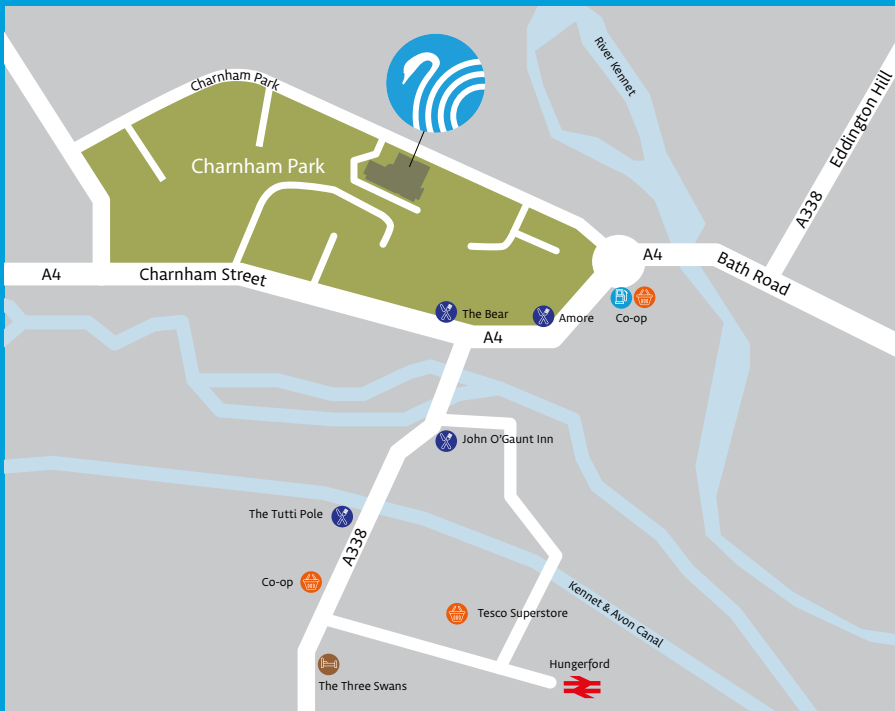 Charnham Park
River Kennet
Eddington Hill
Charnham Park
A338
A4
Bath Road
A4
Charnham Street
The Bear
Amore
Co-op
A4
John O'Gaunt Inn
The Tutti Pole
A338
Co-op
Kennet & Avon Canal
Tesco Superstore
Hungerford
The Three Swans